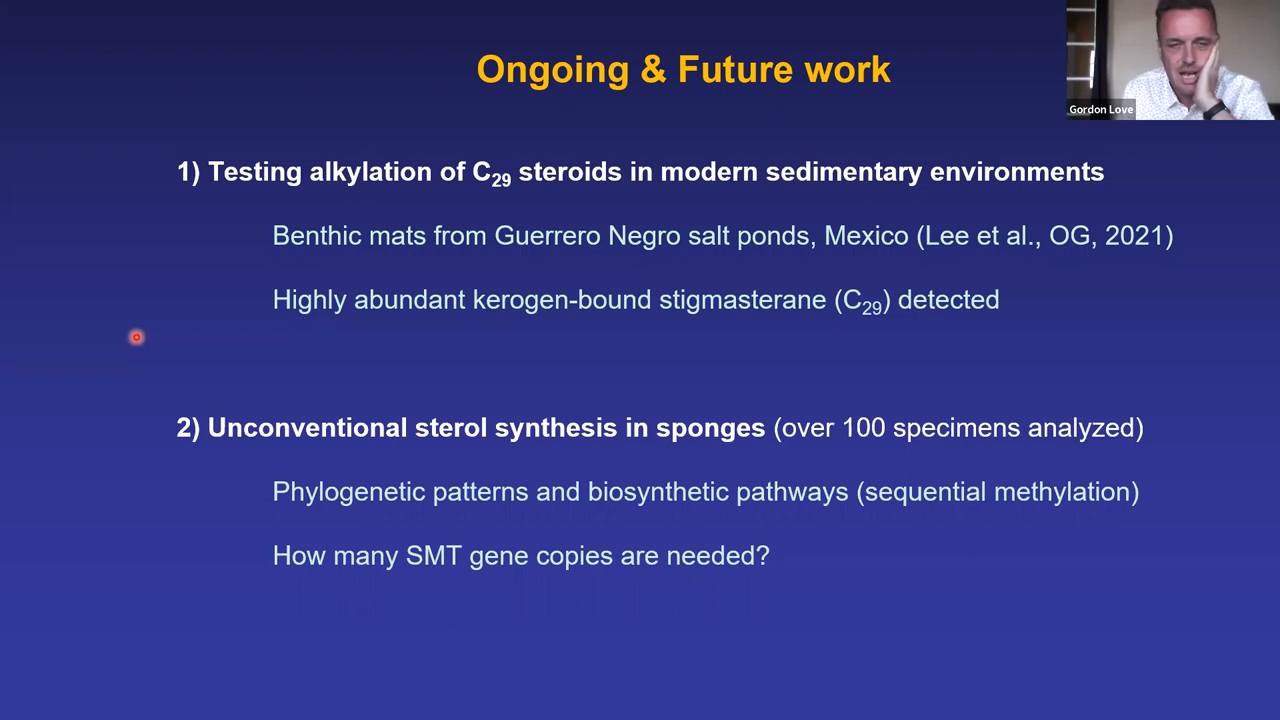 Ongoing & Future work
Gordon Love
1) Testing alkylation of C29 steroids in modern sedimentary environments
Benthic mats from Guerrero Negro salt ponds, Mexico (Lee et al., OG, 2021)
Highly abundant kerogen-bound stigmasterane (C29) detected
2) Unconventional sterol synthesis in sponges (over 100 specimens analyzed)
Phylogenetic patterns and biosynthetic pathways (sequential methylation)
How many SMT gene copies are needed?